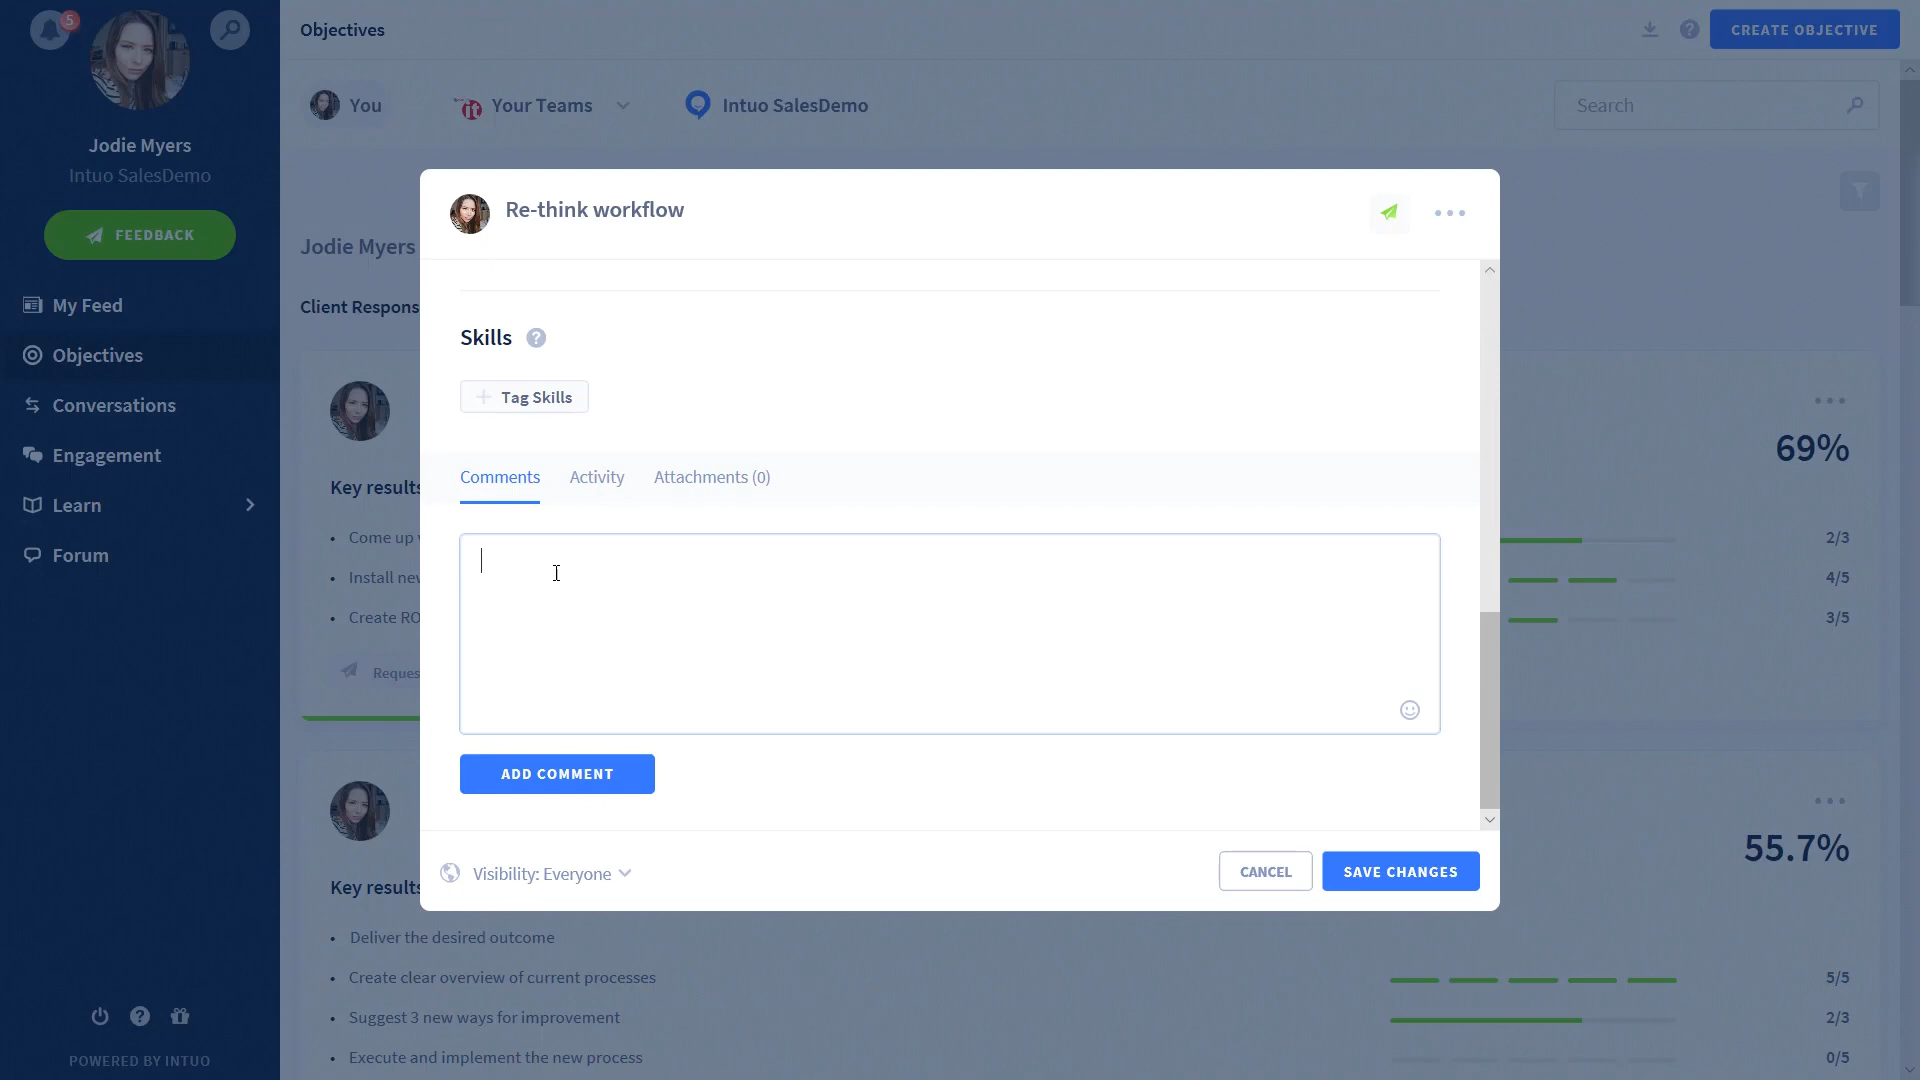 5
Jodie Myers
Intuo SalesDemo
FEEDBACK
My Feed
Objectives
Conversations
Engagement
Learn
Forum
POWERED BY INTUO
Objectives
CREATE OBJECTIVE
You
Your Teams
Intuo SalesDemo
Search
Jodie Myers
Client Respons
69%
Key results
Come up
2/3
Install new
4/5
Create RO
3/5
Reques
55.7%
Key results
Deliver the desired outcome
Create clear overview of current processes
5/5
Suggest 3 new ways for improvement
2/3
Execute and implement the new process
0/5
Re-think workflow
Skills ?
+ Tag Skills
Comments Activity Attachments (0)
ADD COMMENT
Visibility: Everyone
CANCEL
SAVE CHANGES